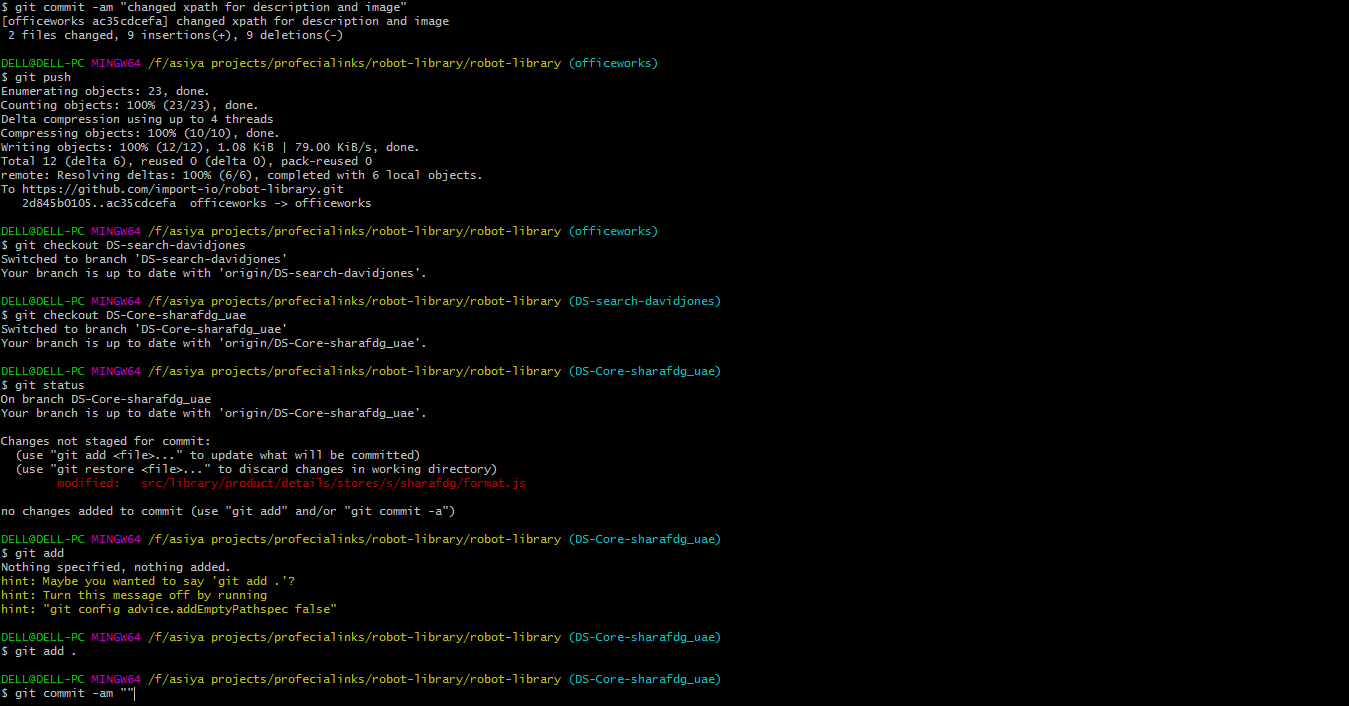 $ git commit -am "changed xpath for description and image"
[officeworks ac35cdcefa] changed xpath for description and image
 2 files changed, 9 insertions(+), 9 deletions(-)

DELL@DELL-PC MINGW64 /f/asiya projects/profecialinks/robot-library/robot-library (officeworks)
$ git push
Enumerating objects: 23, done.
Counting objects: 100% (23/23), done.
Delta compression using up to 4 threads
Compressing objects: 100% (10/10), done.
Writing objects: 100% (12/12), 1.08 KiB | 79.00 KiB/s, done.
Total 12 (delta 6), reused 0 (delta 0), pack-reused 0
remote: Resolving deltas: 100% (6/6), completed with 6 local objects.
To https://github.com/import-io/robot-library.git
   2d845b0105..ac35cdcefa  officeworks -> officeworks

DELL@DELL-PC MINGW64 /f/asiya projects/profecialinks/robot-library/robot-library (officeworks)
$ git checkout DS-search-davidjones
Switched to branch 'DS-search-davidjones'
Your branch is up to date with 'origin/DS-search-davidjones'.

DELL@DELL-PC MINGW64 /f/asiya projects/profecialinks/robot-library/robot-library (DS-search-davidjones)
$ git checkout DS-Core-sharafdg_uae
Switched to branch 'DS-Core-sharafdg_uae'
Your branch is up to date with 'origin/DS-Core-sharafdg_uae'.

DELL@DELL-PC MINGW64 /f/asiya projects/profecialinks/robot-library/robot-library (DS-Core-sharafdg_uae)
$ git status
On branch DS-Core-sharafdg_uae
Your branch is up to date with 'origin/DS-Core-sharafdg_uae'.

Changes not staged for commit:
  (use "git add <file>..." to update what will be committed)
  (use "git restore <file>..." to discard changes in working directory)
        modified:   src/library/product/details/stores/s/sharafdg/format.js

no changes added to commit (use "git add" and/or "git commit -a")

DELL@DELL-PC MINGW64 /f/asiya projects/profecialinks/robot-library/robot-library (DS-Core-sharafdg_uae)
$ git add
Nothing specified, nothing added.
hint: Maybe you wanted to say 'git add .'?
hint: Turn this message off by running
hint: "git config advice.addEmptyPathspec false"

DELL@DELL-PC MINGW64 /f/asiya projects/profecialinks/robot-library/robot-library (DS-Core-sharafdg_uae)
$ git add .

DELL@DELL-PC MINGW64 /f/asiya projects/profecialinks/robot-library/robot-library (DS-Core-sharafdg_uae)
$ git commit -am ""